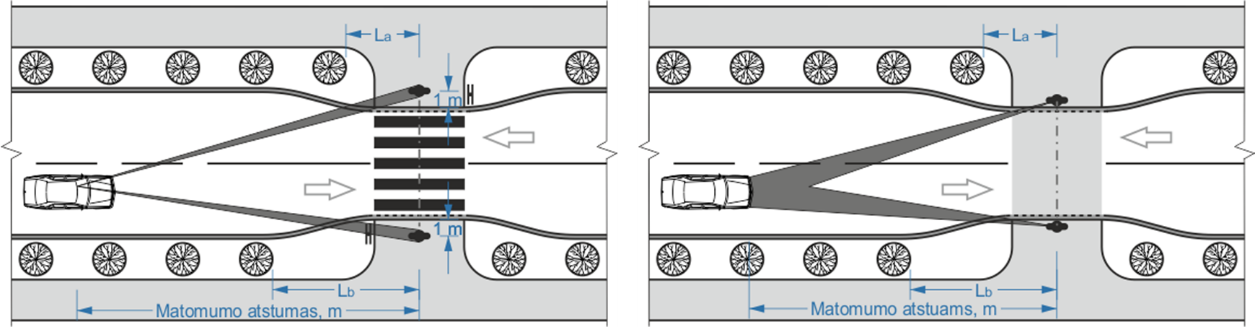 La
1 m
1 m
Lb
Matomumo atstumas, m
La
Lb
Matomumo atstuams, m